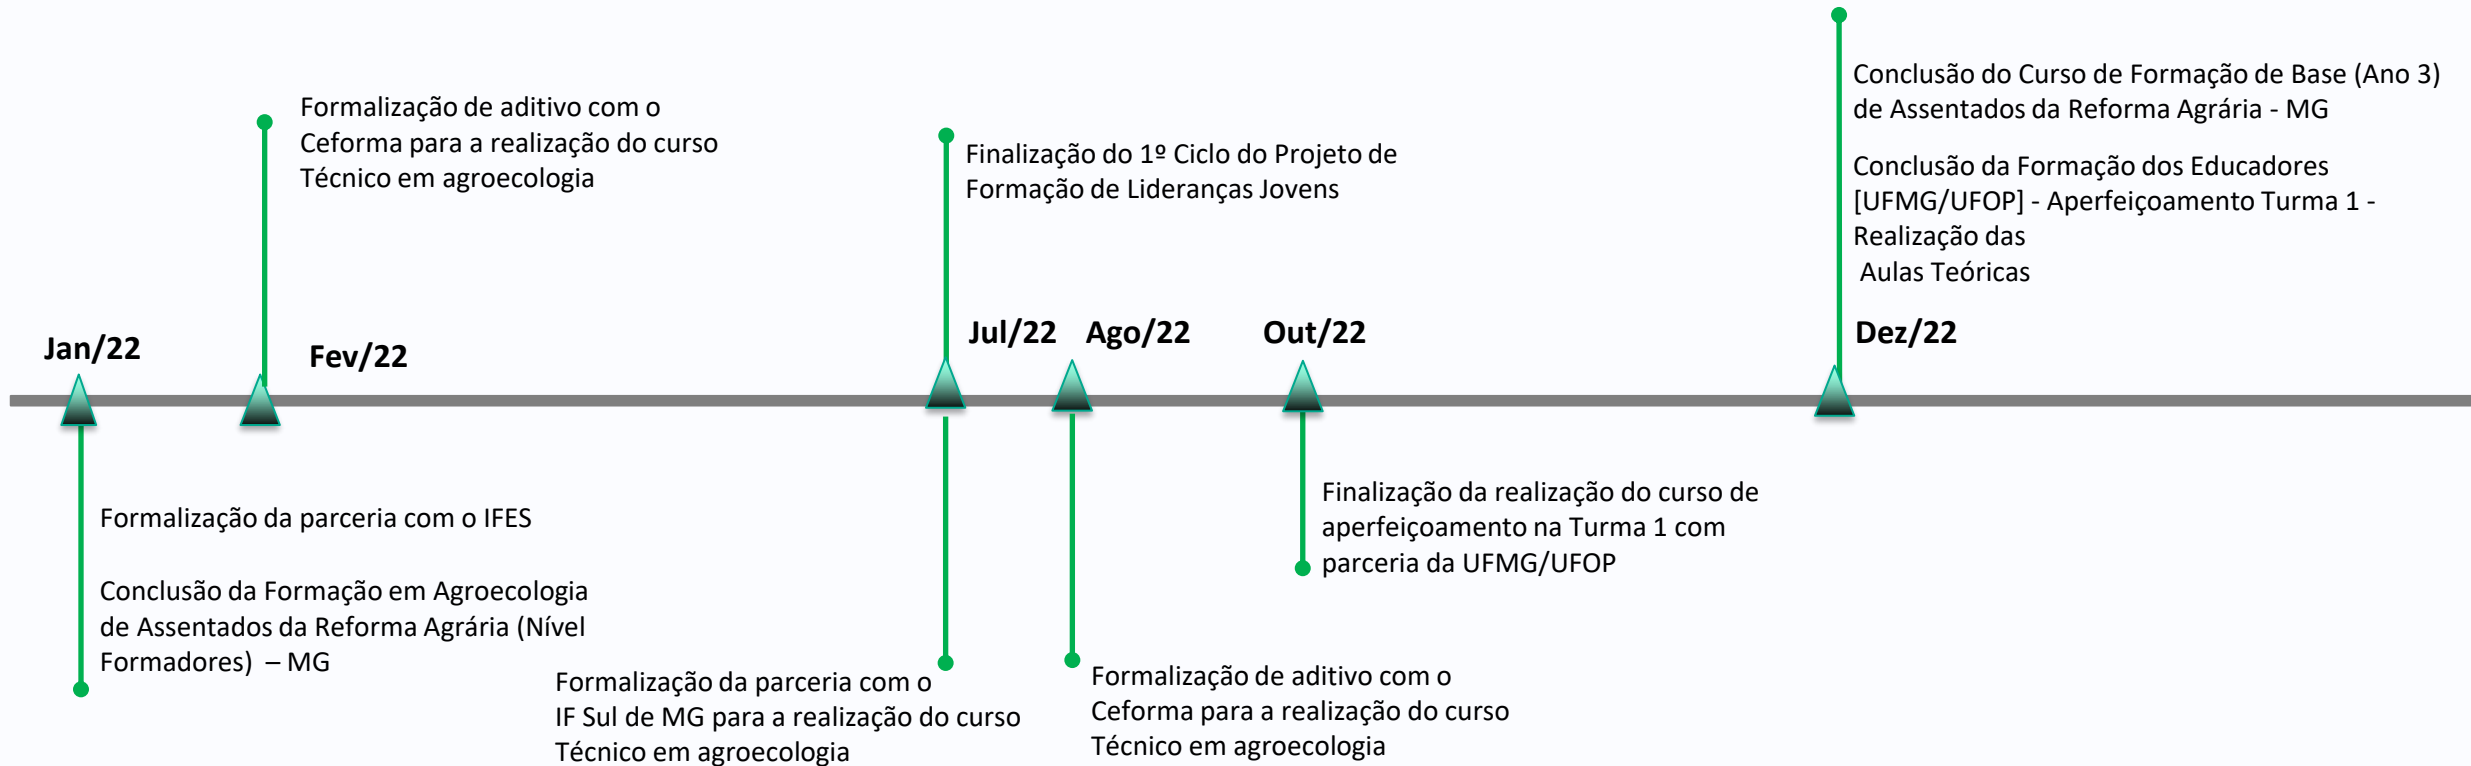 Jan/22
Formalização da parceria com o IFES
Conclusão da Formação em Agroecologia
de Assentados da Reforma Agrária (Nível
Formadores) – MG
Formalização de aditivo com o
Ceforma para a realização do curso
Técnico em agroecologia
Fev/22
Finalização do 1º Ciclo do Projeto de
Formação de Lideranças Jovens
Jul/22
Formalização da parceria com o
IF Sul de MG para a realização do curso
Técnico em agroecologia
Ago/22
Formalização de aditivo com o
Ceforma para a realização do curso
Técnico em agroecologia
Out/22
Finalização da realização do curso de
aperfeiçoamento na Turma 1 com
parceria da UFMG/UFOP
Conclusão do Curso de Formação de Base (Ano 3)
de Assentados da Reforma Agrária - MG
Conclusão da Formação dos Educadores
[UFMG/UFOP] - Aperfeiçoamento Turma 1 -
Realização das
Aulas Teóricas
Dez/22